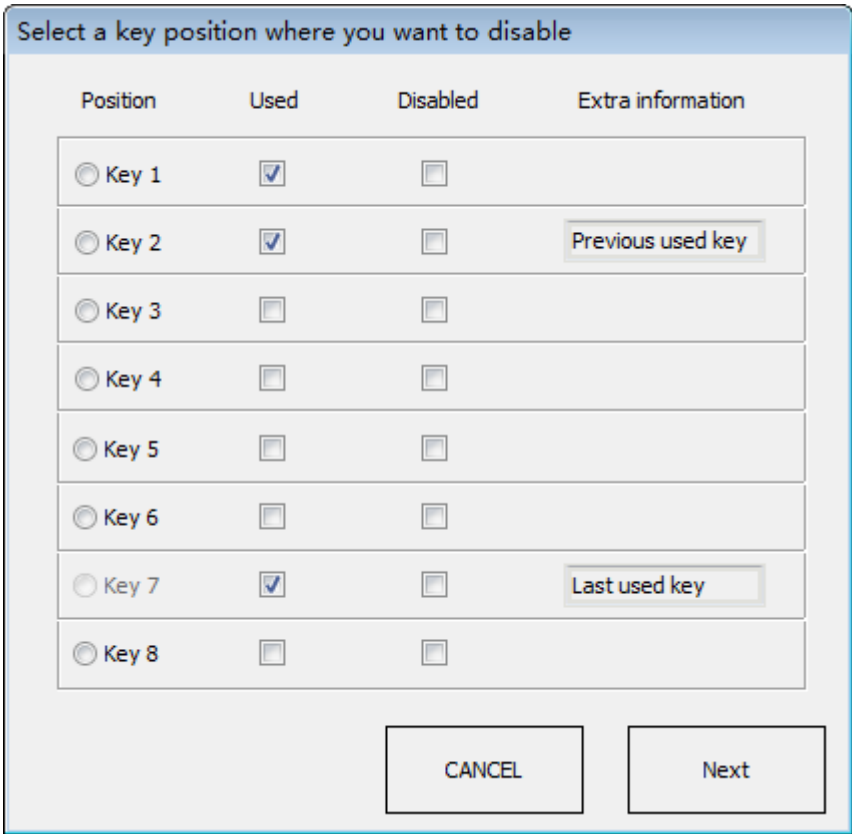 Select a key position where you want to disable
Position Used Disabled Extra information
Key 1
Key 2 Previous used key
Key 3
Key 4
Key 5
Key 6
Key 7 Last used key
Key 8
CANCEL Next